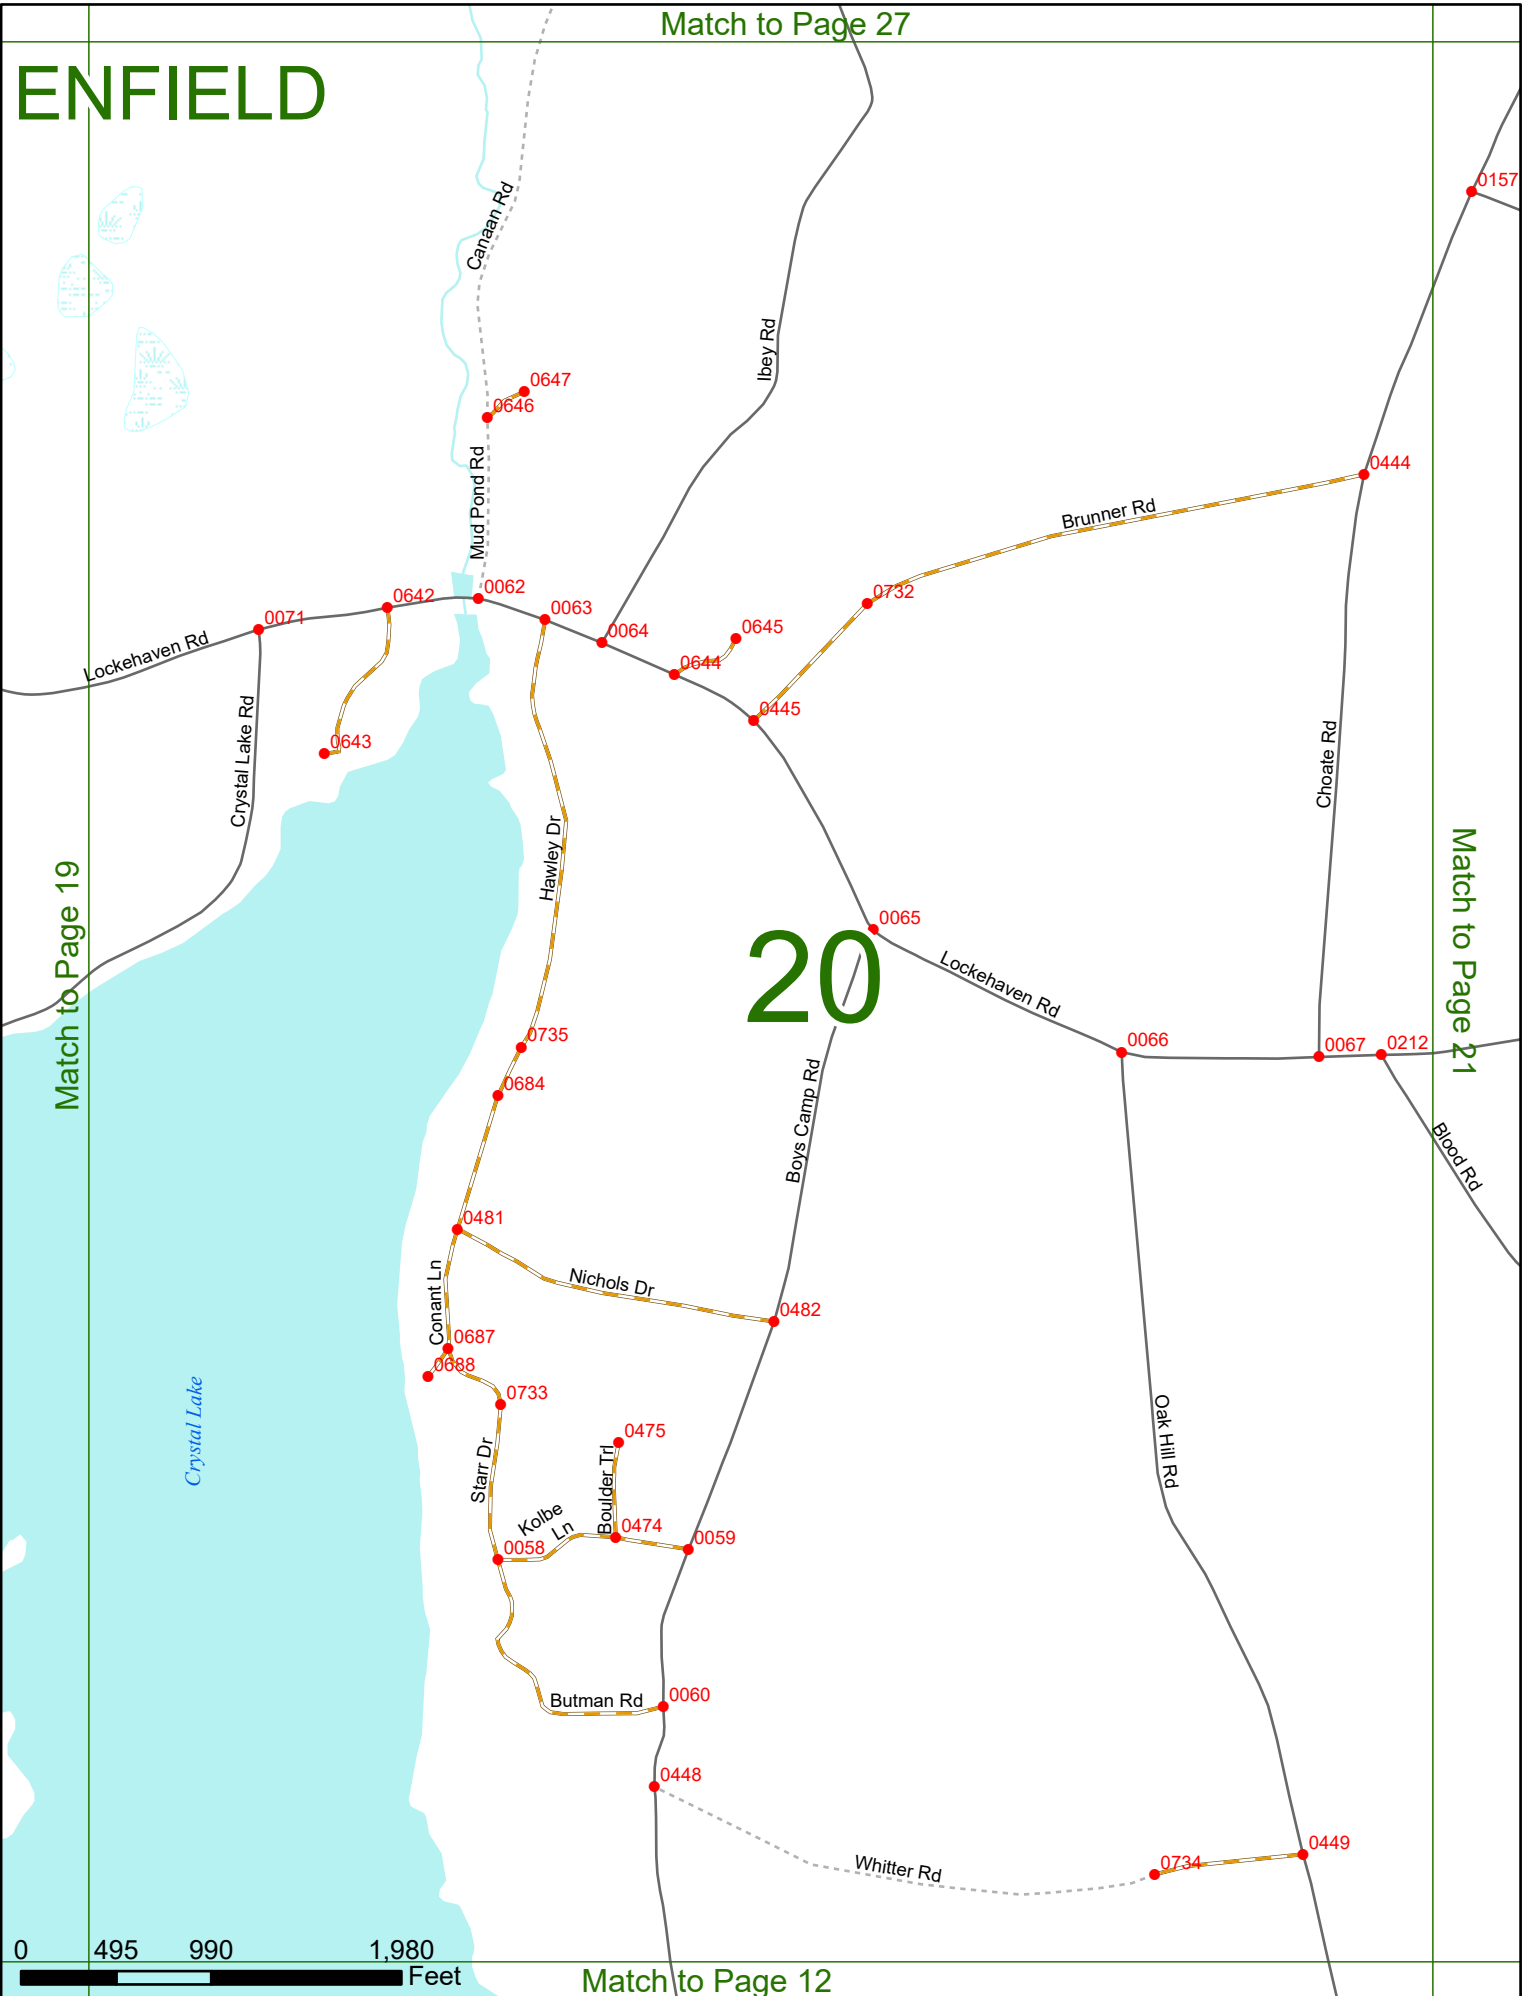 Match to Page 27
ENFIELD
0157
Canaan Rd
Ibey Rd
0647
0646
0444
Mud Pond Rd
Brunner Rd
0062
0642
0732
0063
0071
0064
0645
Lockehaven Rd
0644
0445
0643
Crystal Lake Rd
Choate Rd
Hawley Dr
Match to Page 19
Match to Page 21
0065
20
Lockehaven Rd
0735
0066
0067
0212
0684
Boys Camp Rd
Blood Rd
0481
Conant Ln
Nichols Dr
0482
0687
0688
0733
Crystal Lake
Starr Dr
0475
Boulder Trl
Oak Hill Rd
Kolbe
Ln
0474
0059
0058
Butman Rd
0060
0448
0449
Whitter Rd
0734
0 495 990 1,980
Feet
Match to Page 12